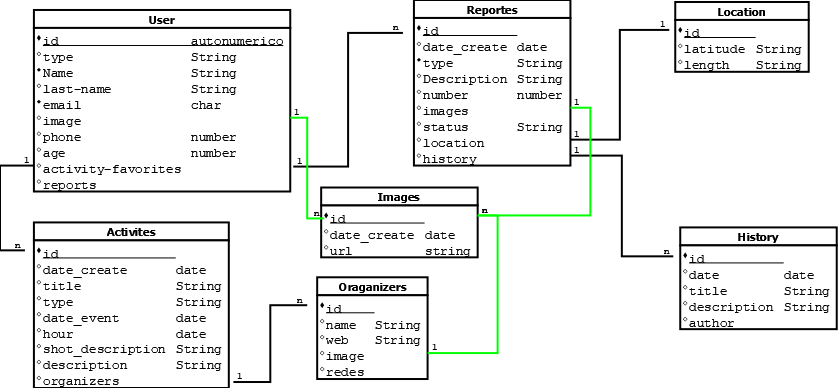 User
id autonumerico
type String
Name String
last-name String
email char
image
phone number
age number
activity-favorites
reports
1
1
1
n
Reportes
id
date_create date
type String
Description String
number number
images
status String
location
history
1
1
1
1
Location
id
latitude String
length String
Images
id
date_create date
url string
n
n
Activites
id
date_create date
title String
type String
date_event date
hour date
shot_description String
description String
organizers
n
1
Oraganizers
id
name String
web String
image
redes
n
1
History
id
date date
title String
description String
author
n